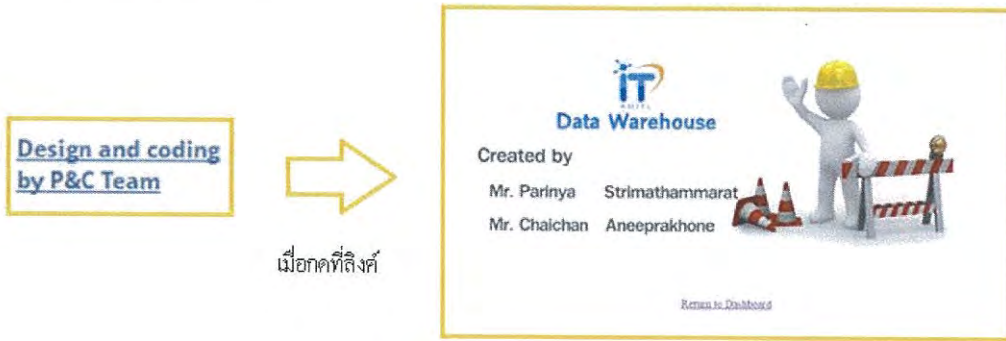 Design and coding
by P&C Team
เมื่อกดที่ลิงค์
iT
KMITL
Data Warehouse
Created by
Mr. Parinya Strimathammarat
Mr. Chaichan Aneeprakhone
Return to Dashboard